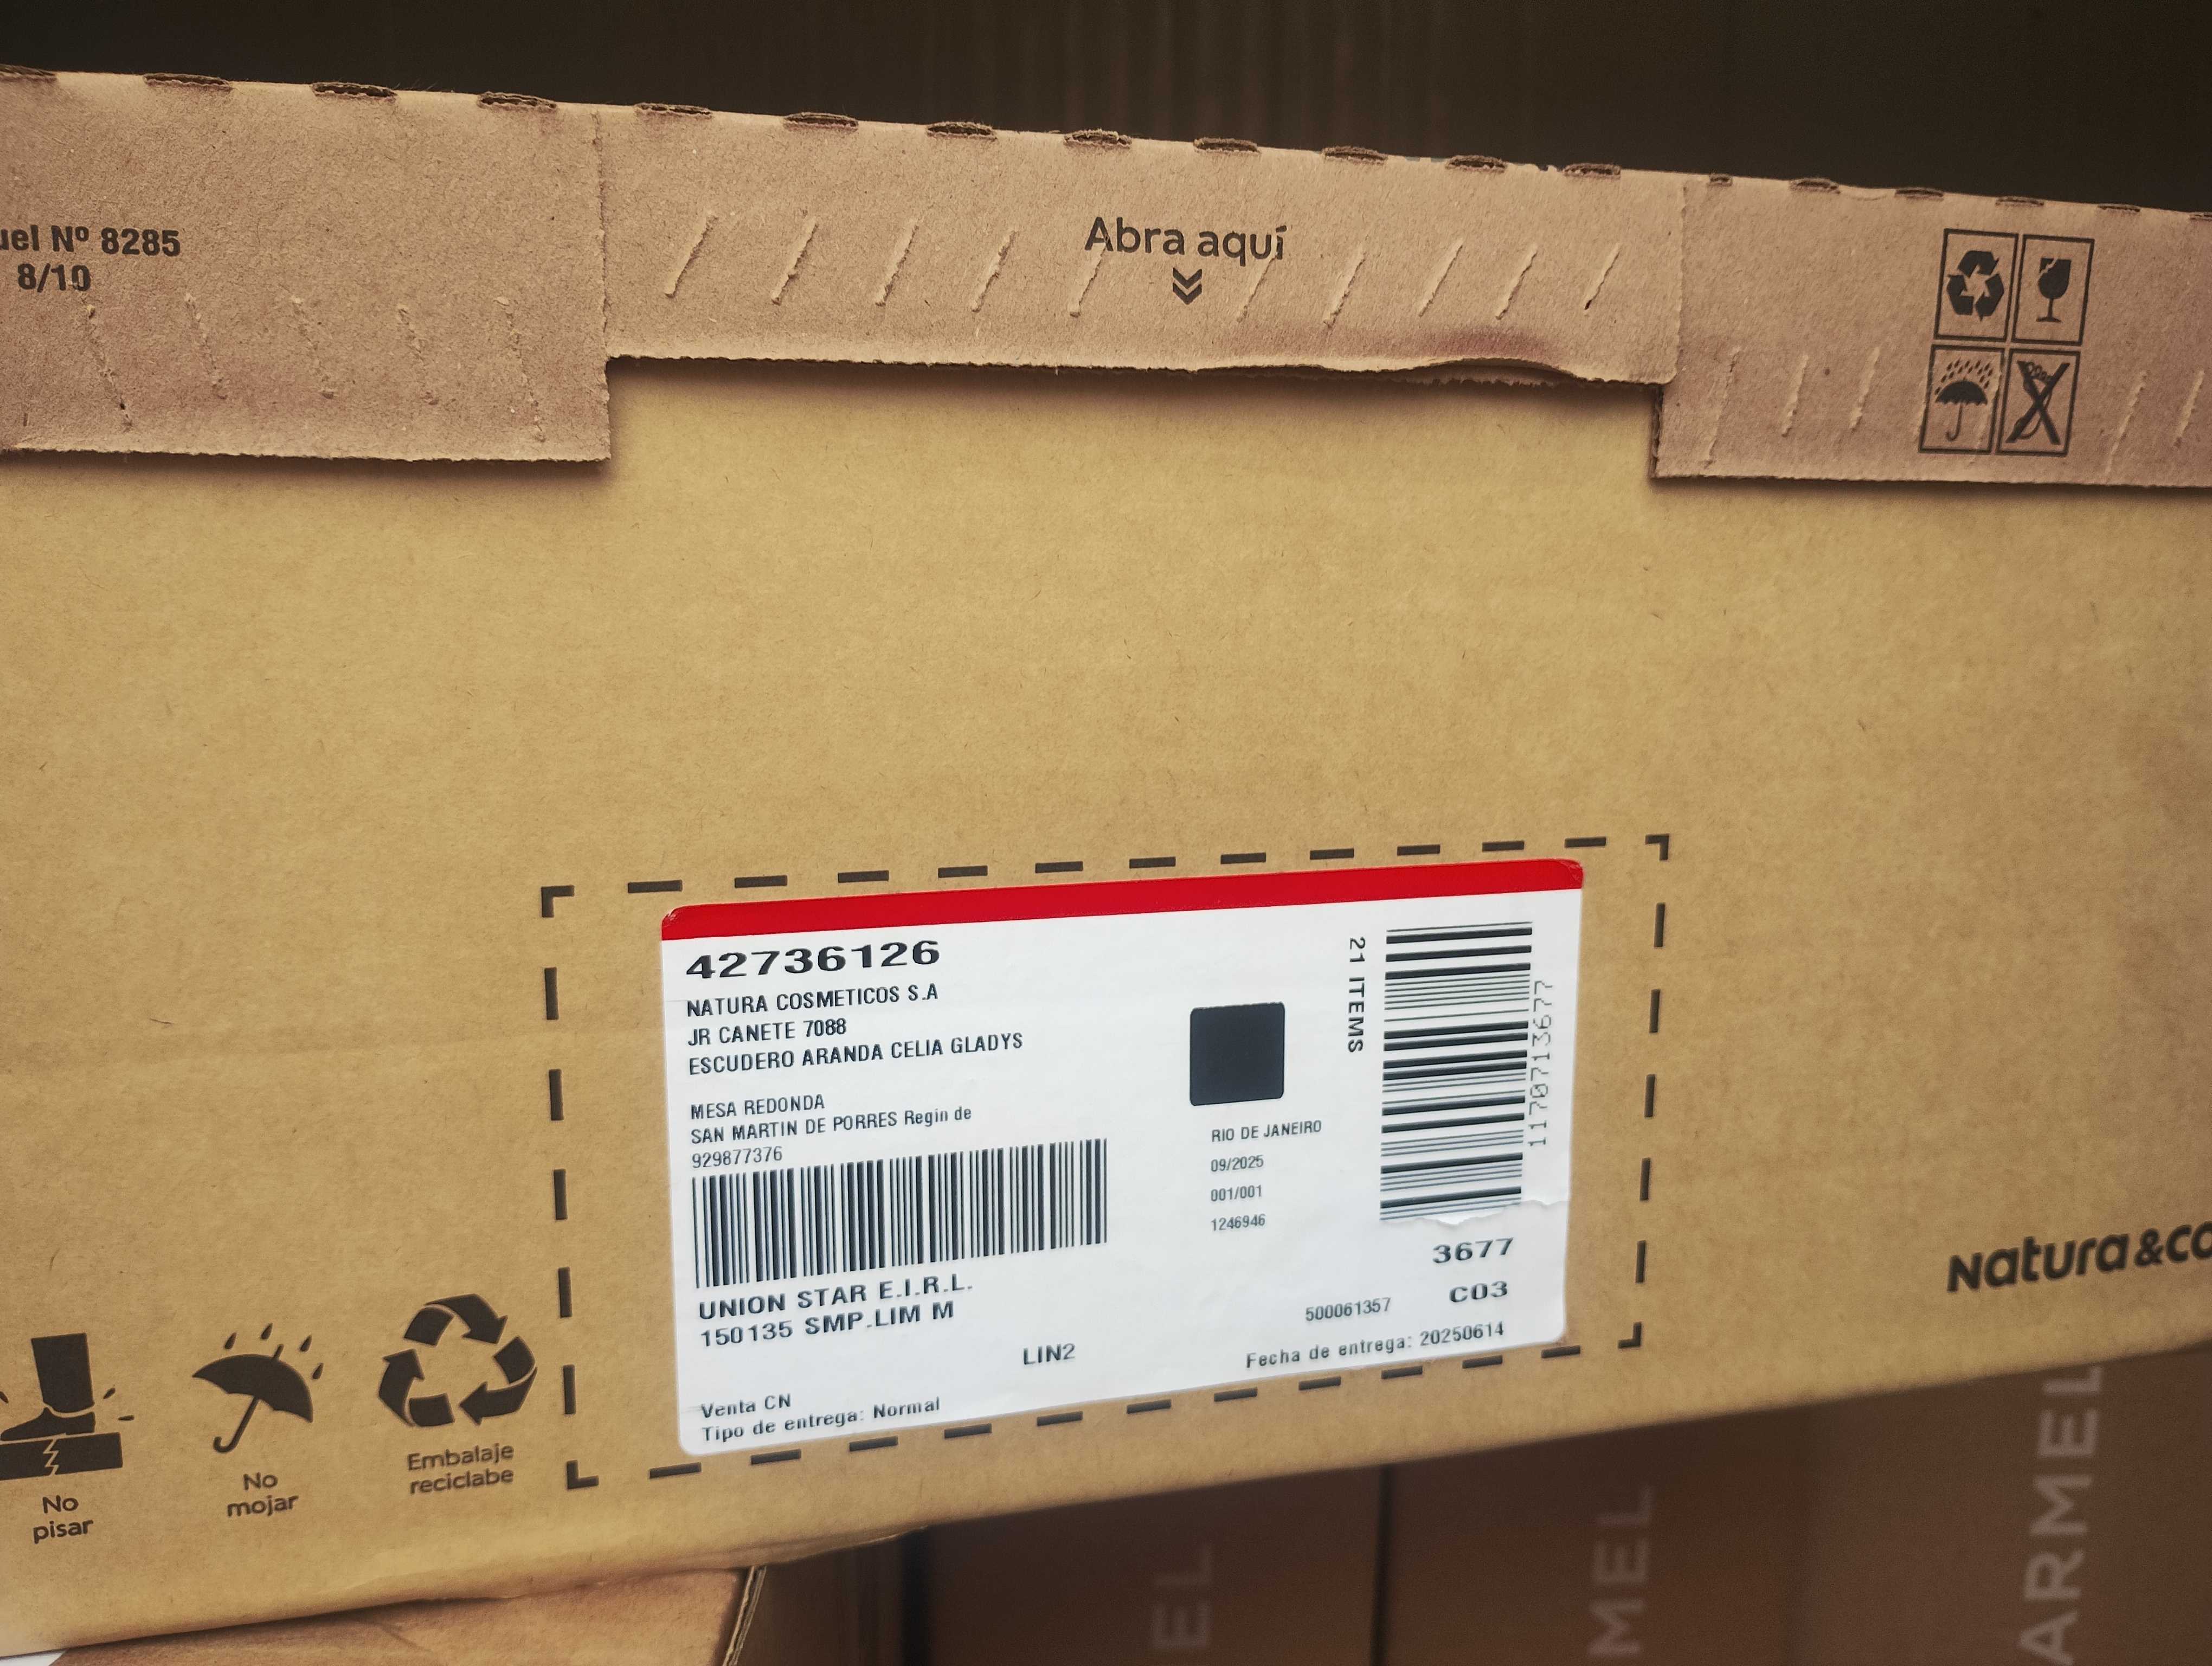 uel Nº 8285
8/10
Abra aquí
42736126
NATURA COSMETICOS S.A
JR CANETE 7088
ESCUDERO ARANDA CELIA GLADYS
MESA REDONDA
SAN MARTIN DE PORRES Regin de
929877376
UNION STAR E.I.R.L.
150135 SMP.LIM M
LIN2
Venta CN
Tipo de entrega: Normal
RIO DE JANEIRO
09/2025
001/001
1246946
21 ITEMS
1170713677
3677
C03
500061357
Fecha de entrega: 20250614
Natura&co
No
pisar
No
mojar
Embalaje
reciclabe
EL
MEL
ARMEL